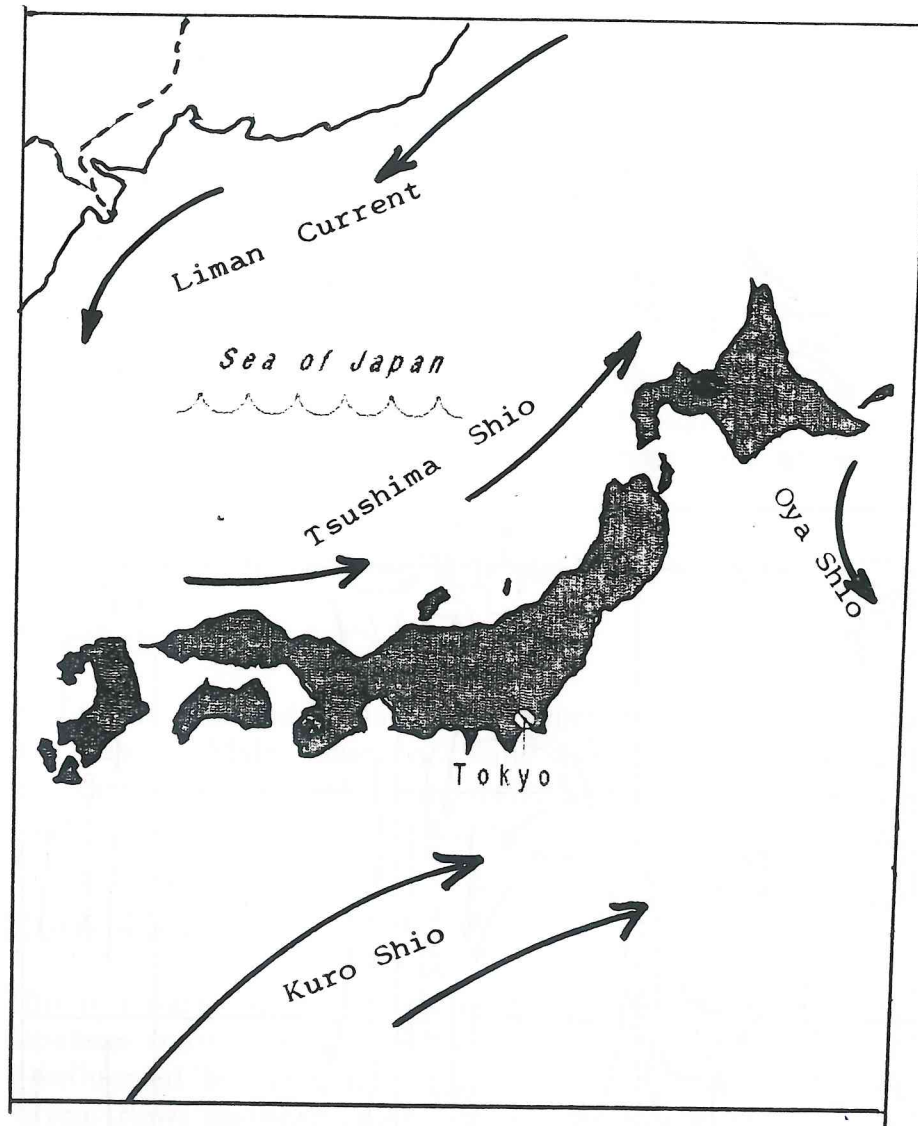 Liman Current
Sea of Japan
Tsushima Shio
Oya Shio
Tokyo
Kuro Shio